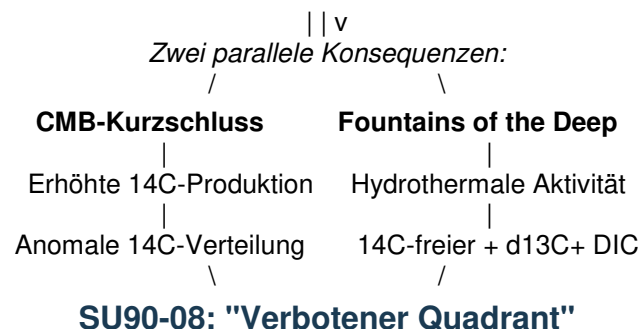 | | v
Zwei parallele Konsequenzen:
/ \
CMB-Kurzschluss Fountains of the Deep
| |
Erhöhte 14C-Produktion Hydrothermale Aktivität
| |
Anomale 14C-Verteilung 14C-freier + d13C+ DIC
\ /
SU90-08: "Verbotener Quadrant"